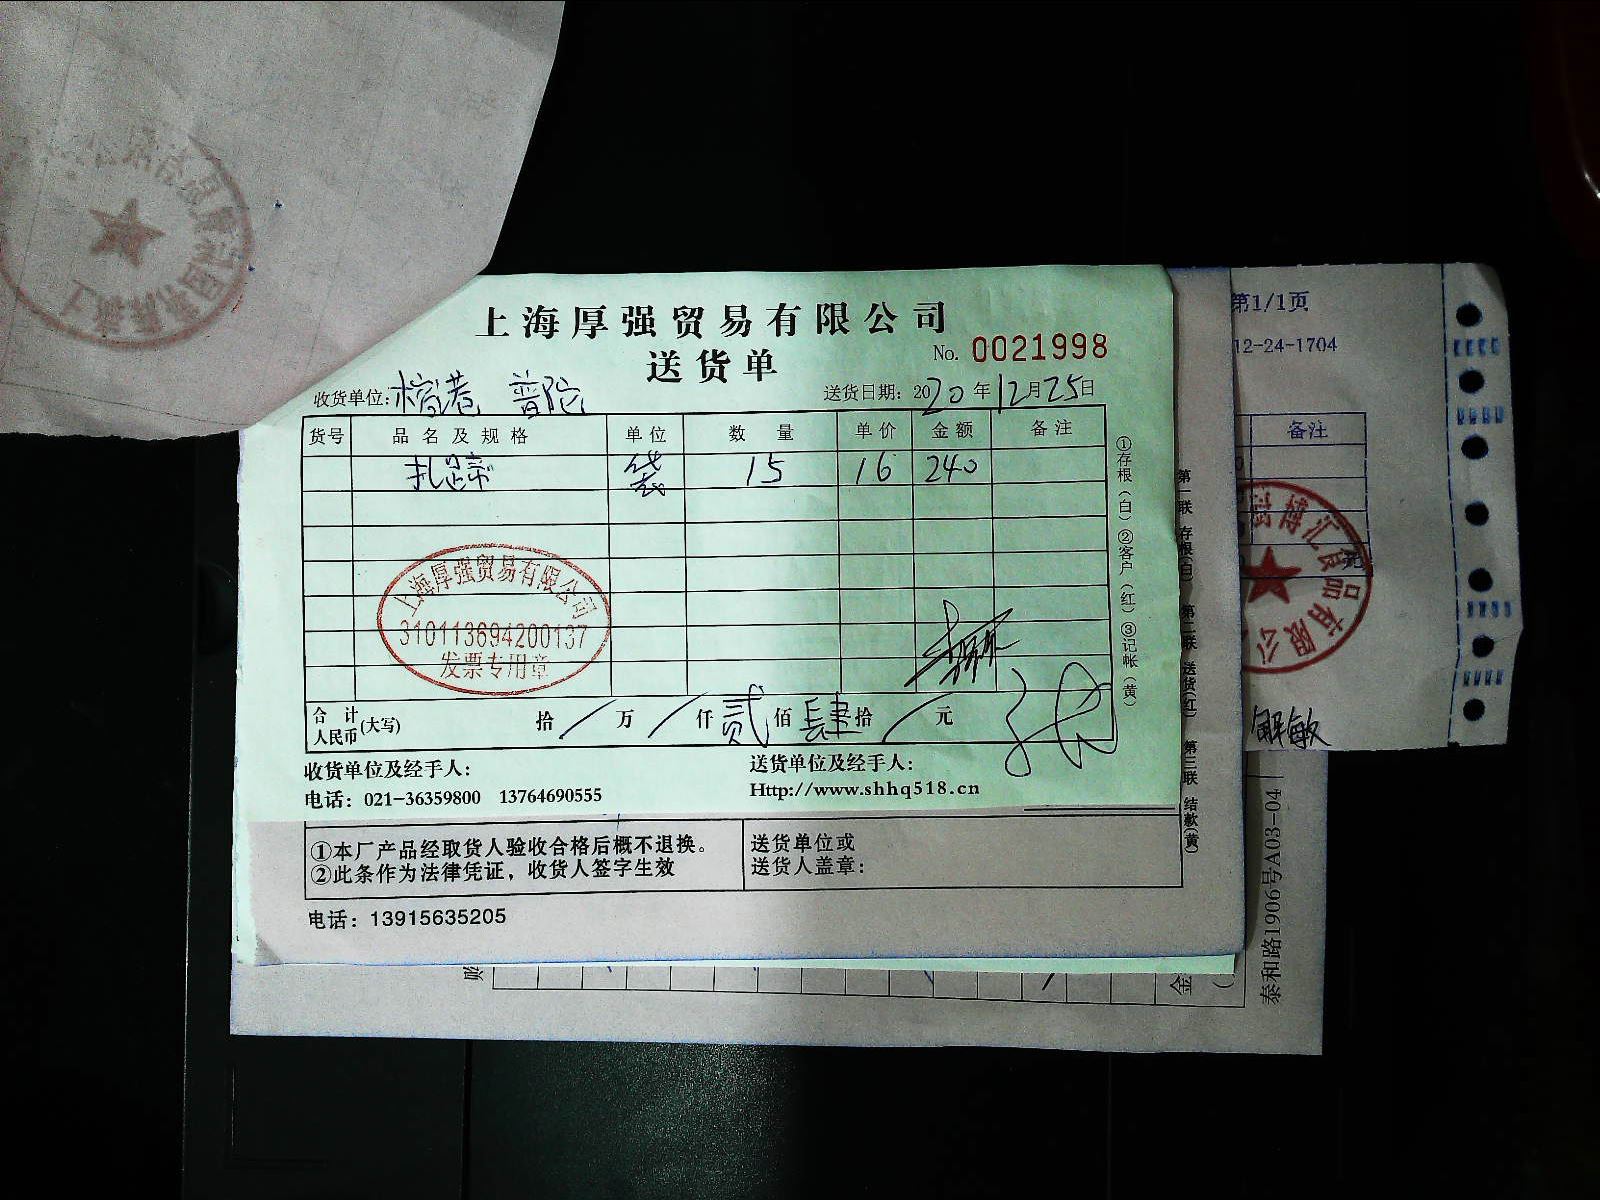 上海厚强贸易有限公司
送货单
No. 0021998
收货单位: 榕港 普陀
送货日期: 2020年12月25日
货号 品名及规格 单位 数量 单价 金额 备注
扎蹄 袋 15 16 240
上海厚强贸易有限公司
310113694200137
发票专用章
①存根(白) ②客户(红) ③记帐(黄)
合计 人民币 (大写) 拾 / 万 / 仟 贰 佰 肆 拾 / 元
收货单位及经手人:
送货单位及经手人:
电话: 021-36359800 13764690555
Http://www.shhq518.cn
①本厂产品经取货人验收合格后概不退换。
②此条作为法律凭证，收货人签字生效
送货单位或
送货人盖章:
电话: 13915635205
第一联 存根(白) 第二联 送货(红) 第三联 结款(黄)
第1/1页
12-24-1704
备注
元
汇食品有限公
解敏
泰和路1906号A03-04
金